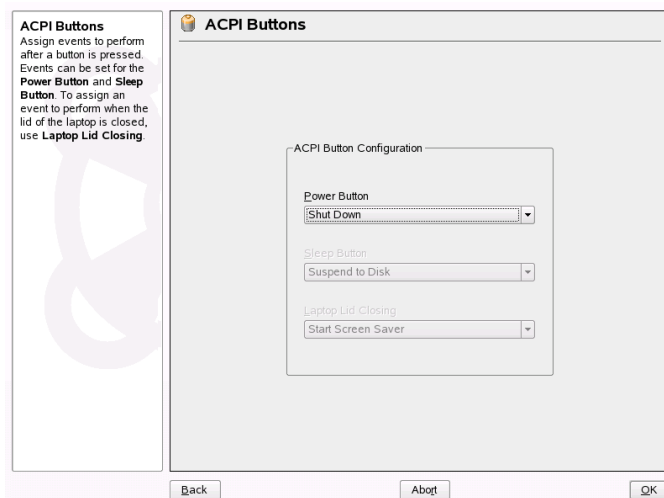 ACPI Buttons
Assign events to perform
after a button is pressed.
Events can be set for the
Power Button and Sleep
Button. To assign an
event to perform when the
lid of the laptop is closed,
use Laptop Lid Closing.
ACPI Buttons
ACPI Button Configuration
Power Button
Shut Down
Sleep Button
Suspend to Disk
Laptop Lid Closing
Start Screen Saver
Back
Abort
OK